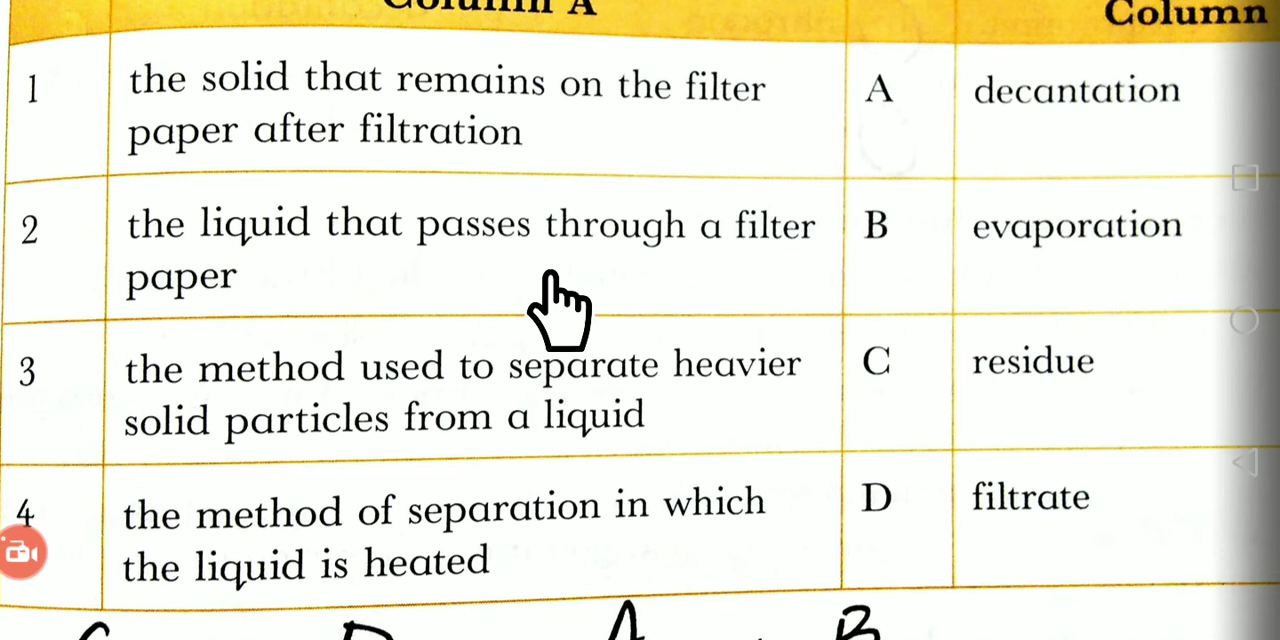 Column A Column
1 the solid that remains on the filter A decantation
paper after filtration
2 the liquid that passes through a filter B evaporation
paper
3 the method used to separate heavier C residue
solid particles from a liquid
4 the method of separation in which D filtrate
the liquid is heated
A B